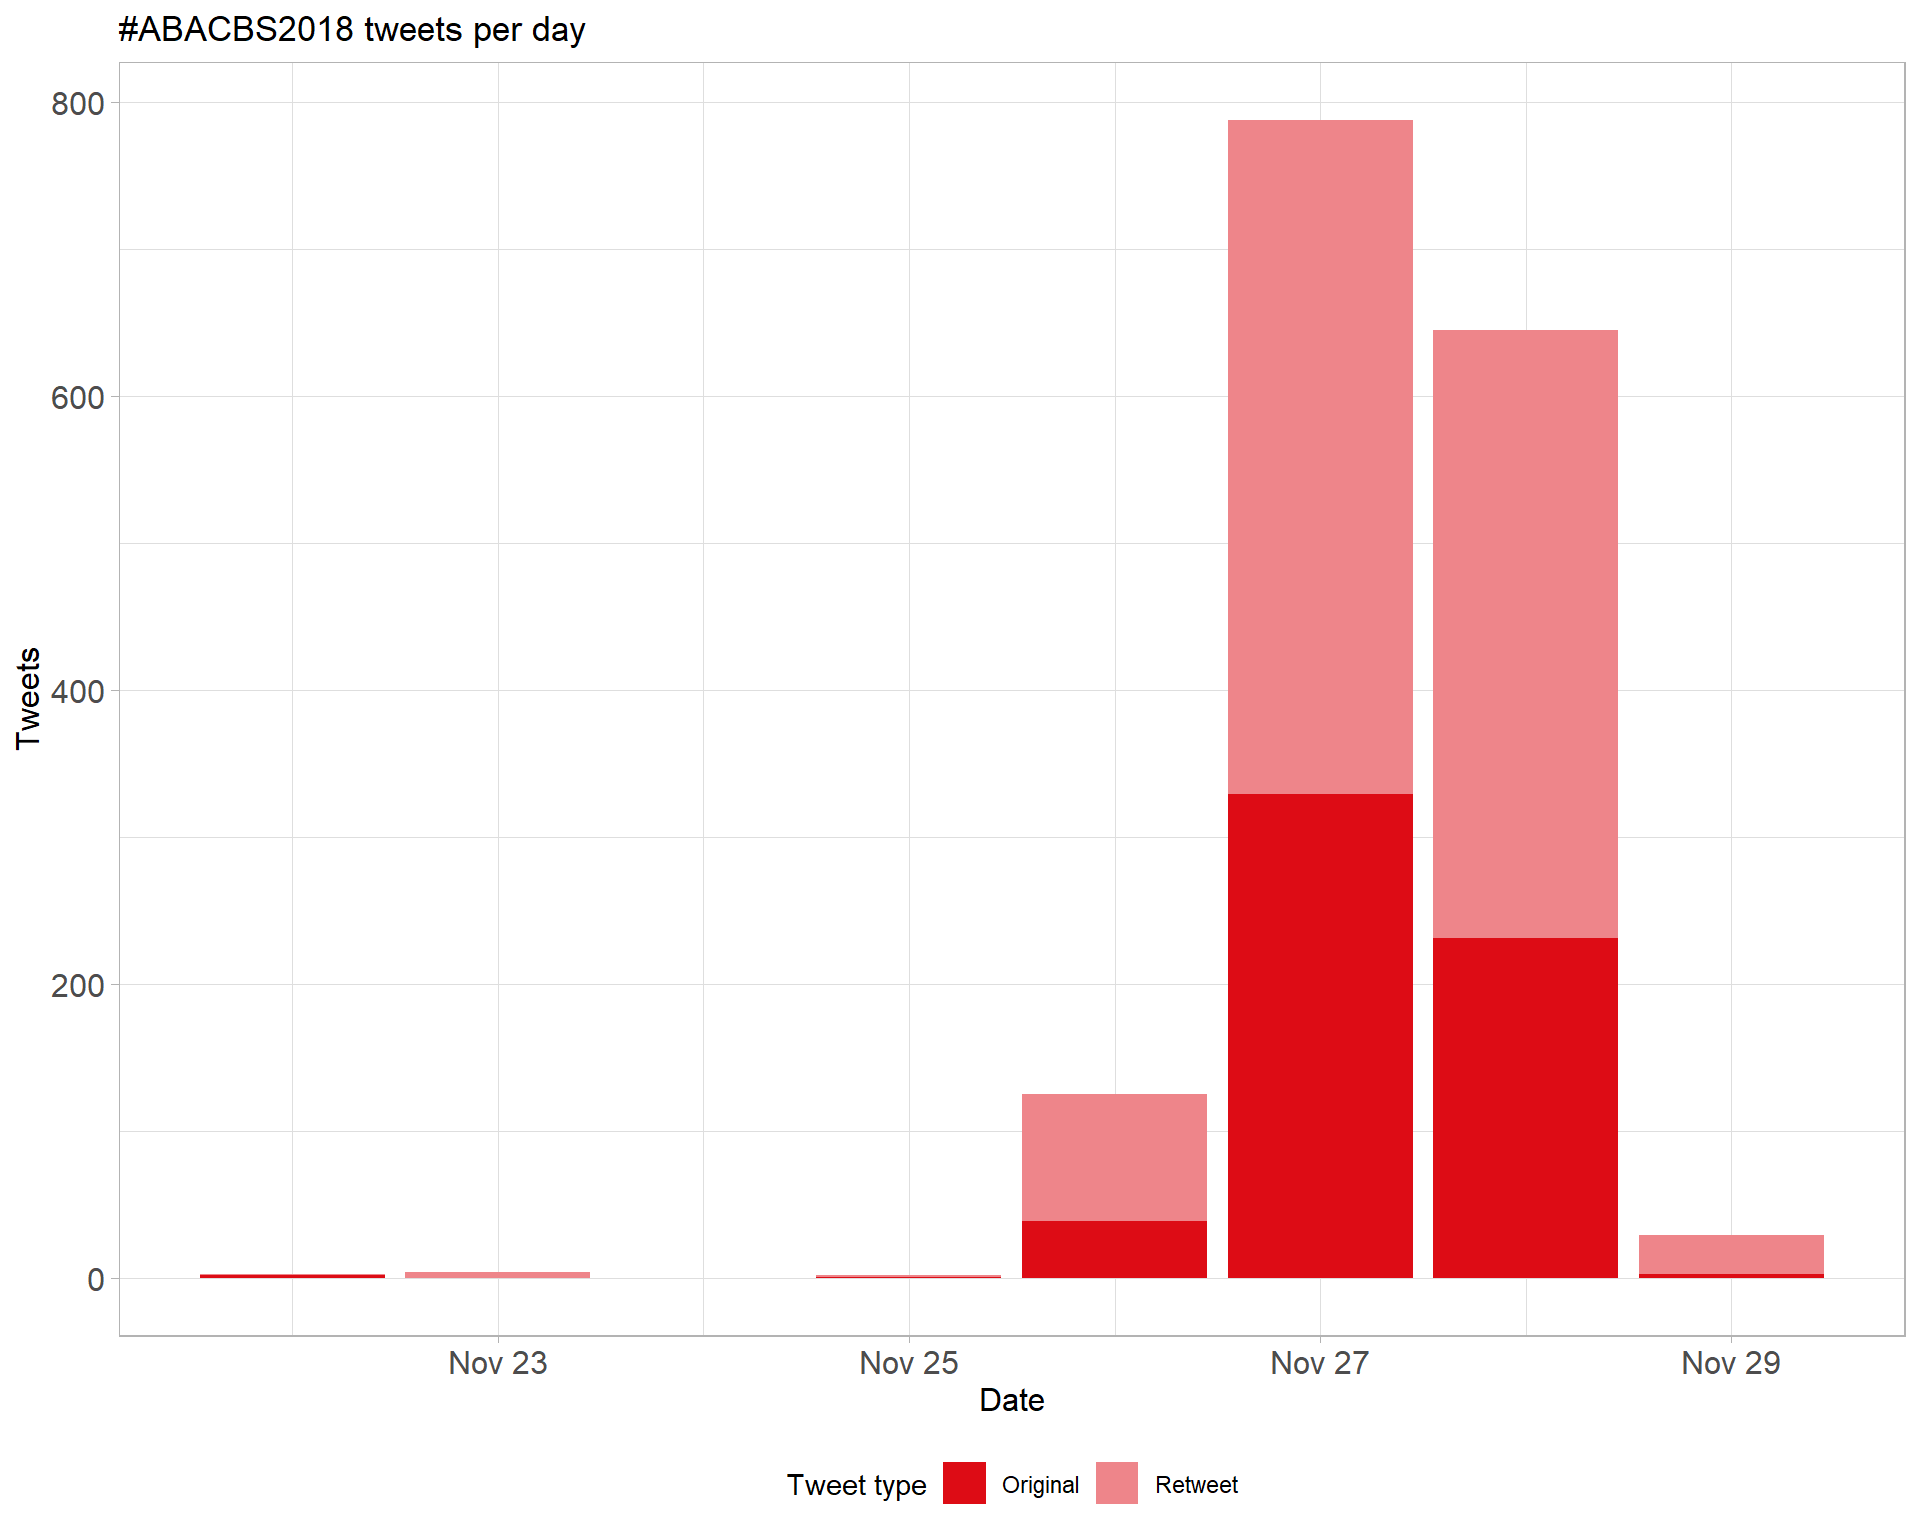 #ABACBS2018 tweets per day
800
600
400
200
0
Tweets
Nov 23 Nov 25 Nov 27 Nov 29
Date
Tweet type Original Retweet